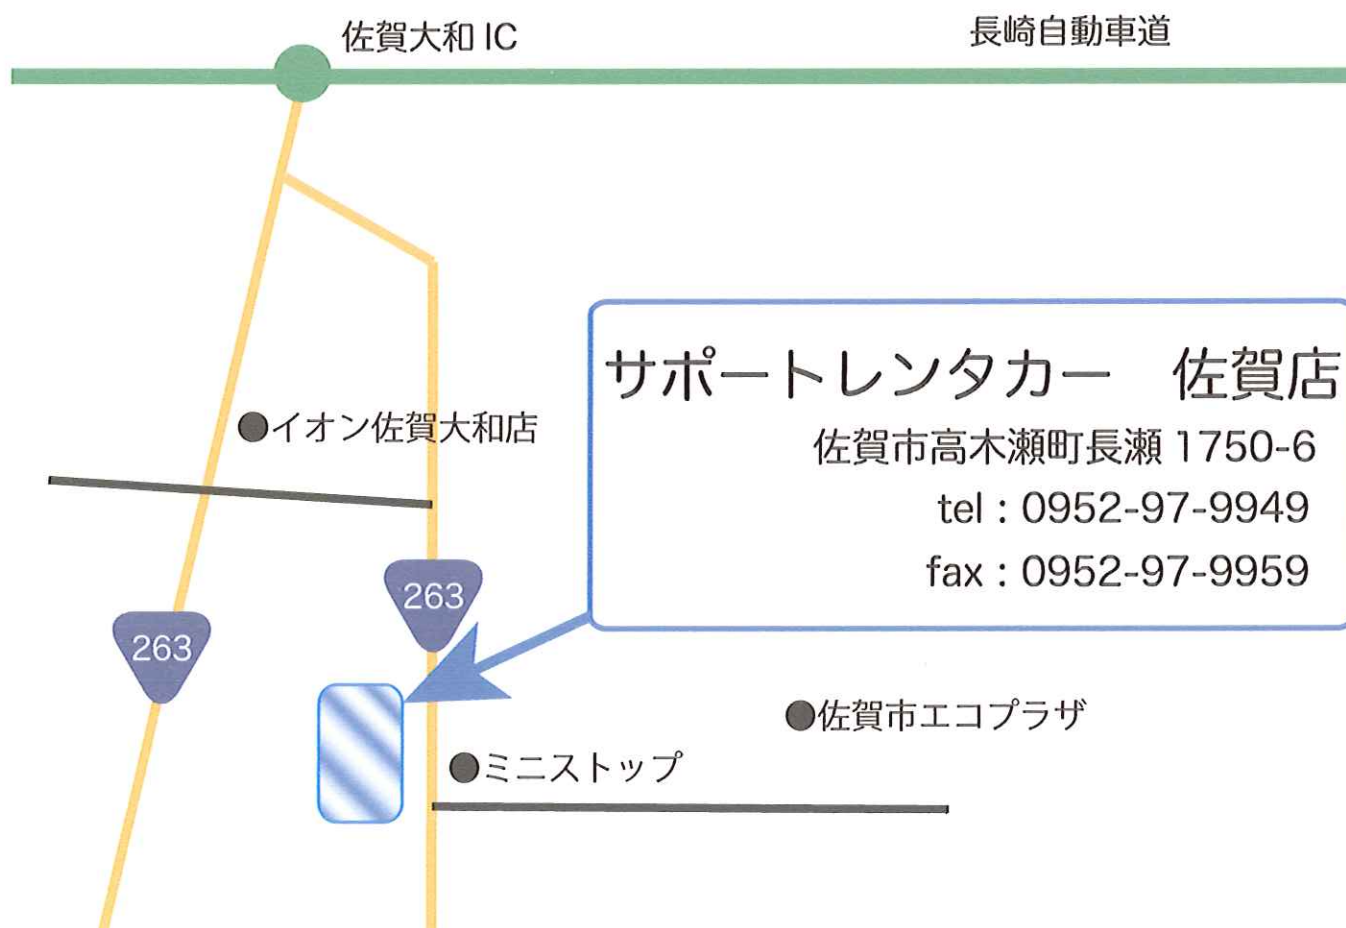 佐賀大和 IC
長崎自動車道
サポートレンタカー　佐賀店
佐賀市高木瀬町長瀬 1750-6
tel : 0952-97-9949
fax : 0952-97-9959
●イオン佐賀大和店
263
263
●佐賀市エコプラザ
●ミニストップ